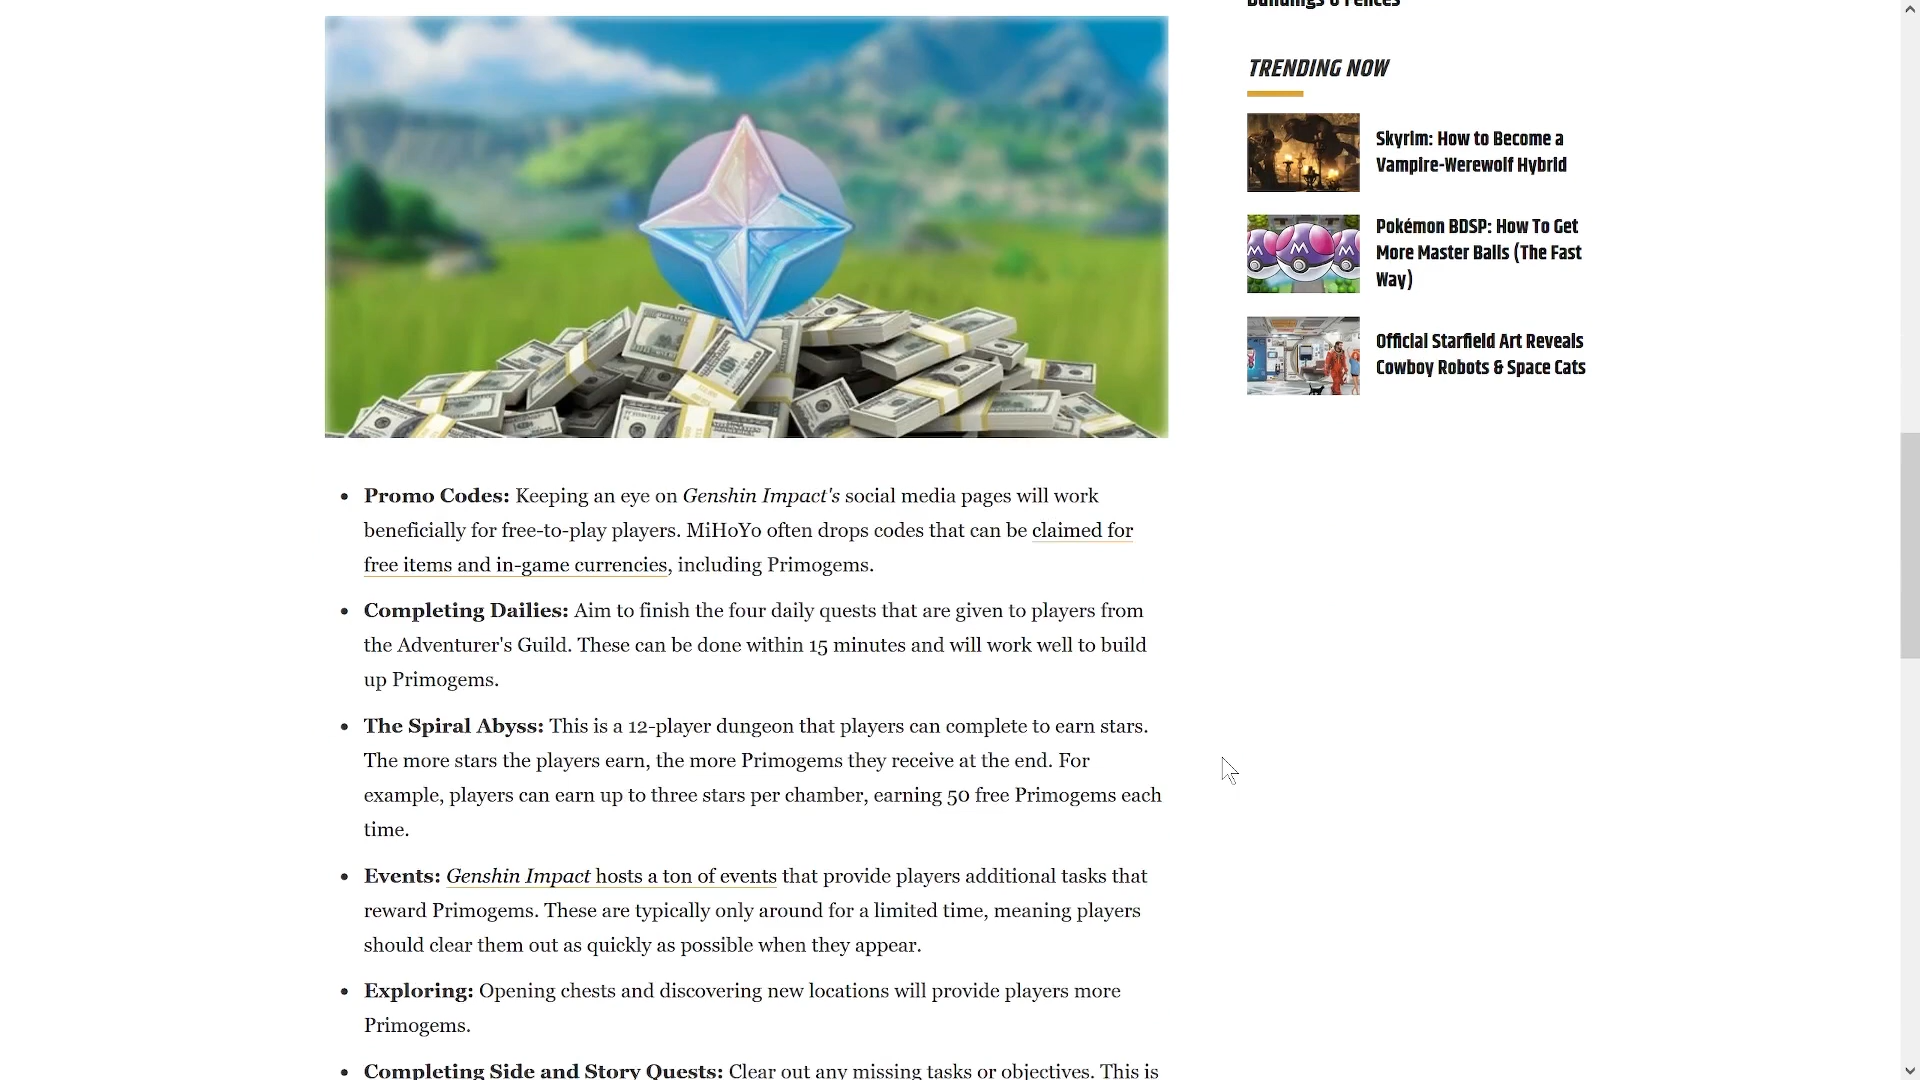 Buildings & Fences
TRENDING NOW
Skyrim: How to Become a
Vampire-Werewolf Hybrid
Pokémon BDSP: How To Get
More Master Balls (The Fast
Way)
Official Starfield Art Reveals
Cowboy Robots & Space Cats
• Promo Codes: Keeping an eye on Genshin Impact's social media pages will work
beneficially for free-to-play players. MiHoYo often drops codes that can be claimed for
free items and in-game currencies, including Primogems.
• Completing Dailies: Aim to finish the four daily quests that are given to players from
the Adventurer's Guild. These can be done within 15 minutes and will work well to build
up Primogems.
• The Spiral Abyss: This is a 12-player dungeon that players can complete to earn stars.
The more stars the players earn, the more Primogems they receive at the end. For
example, players can earn up to three stars per chamber, earning 50 free Primogems each
time.
• Events: Genshin Impact hosts a ton of events that provide players additional tasks that
reward Primogems. These are typically only around for a limited time, meaning players
should clear them out as quickly as possible when they appear.
• Exploring: Opening chests and discovering new locations will provide players more
Primogems.
• Completing Side and Story Quests: Clear out any missing tasks or objectives. This is